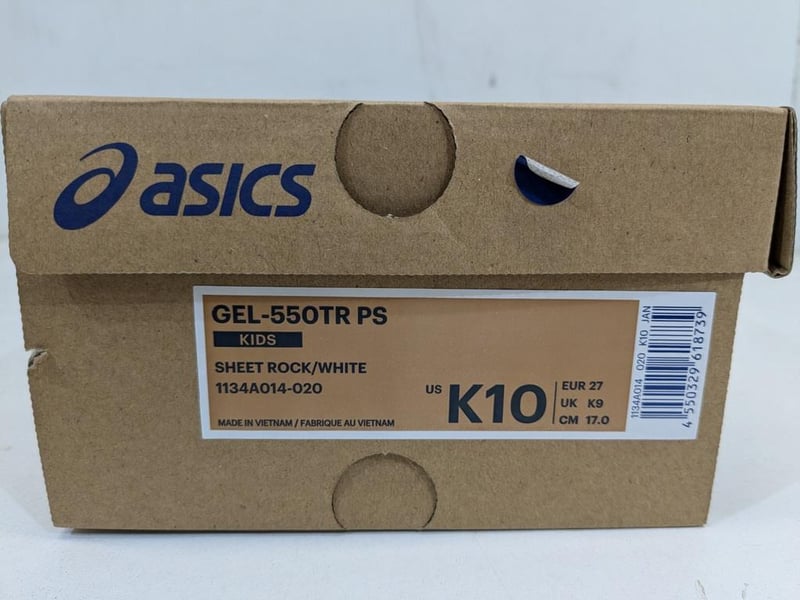 asics
GEL-550TR PS
KIDS
SHEET ROCK/WHITE
1134A014-020
MADE IN VIETNAM / FABRIQUE AU VIETNAM
US K10
EUR 27
UK K9
CM 17.0
1134A014 020 K10 JAN
4 550329 618739